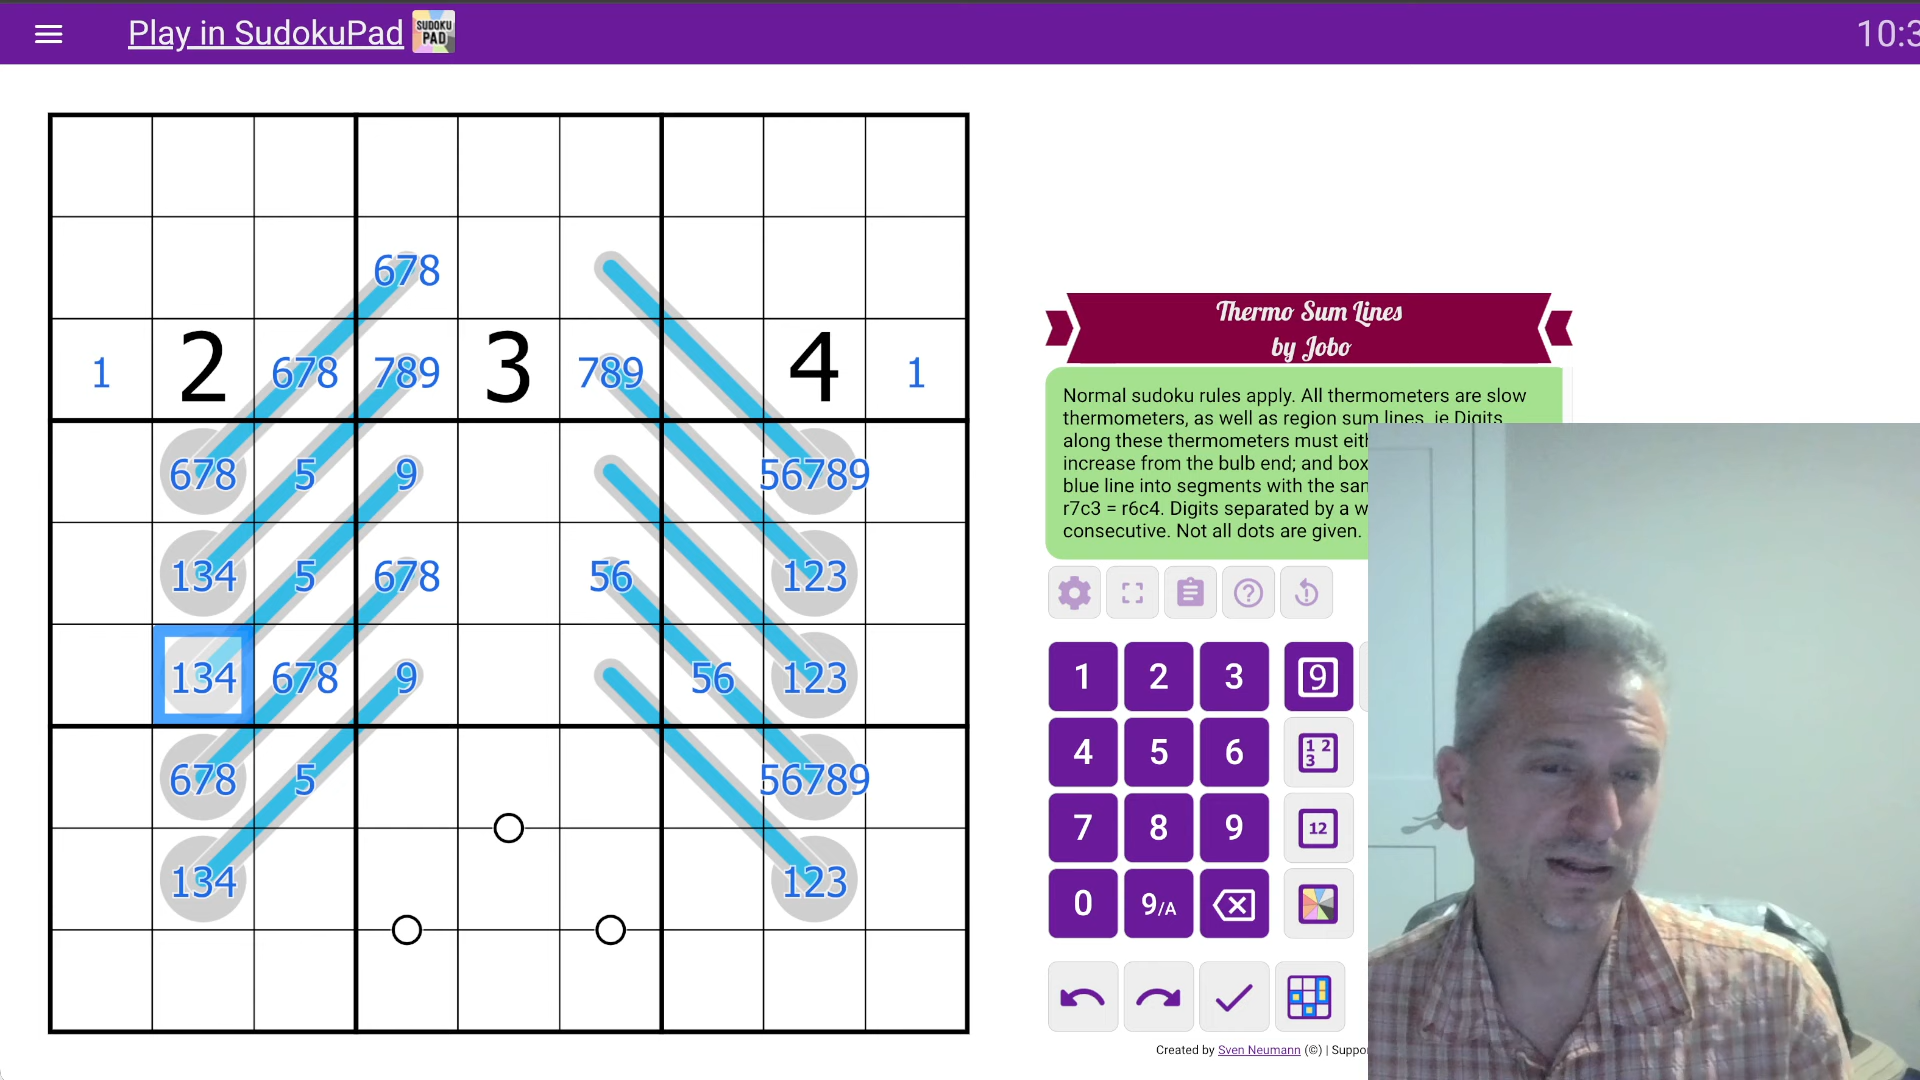 Play in SudokuPad SUDOKU PAD 10:3
678
1 2 678 789 3 789 4 1
678 5 9 56789
134 5 678 56 123
134 678 9 56 123
678 5 56789
134 123
Thermo Sum Lines
by Jobo
Normal sudoku rules apply. All thermometers are slow
thermometers, as well as region sum lines, ie Digits
along these thermometers must
increase from the bulb end; and box
blue line into segments with the
r7c3 = r6c4. Digits separated by a
consecutive. Not all dots are given.
1 2 3 9
4 5 6 1 2 3
7 8 9 12
0 9/A
Created by Sven Neumann (©) |